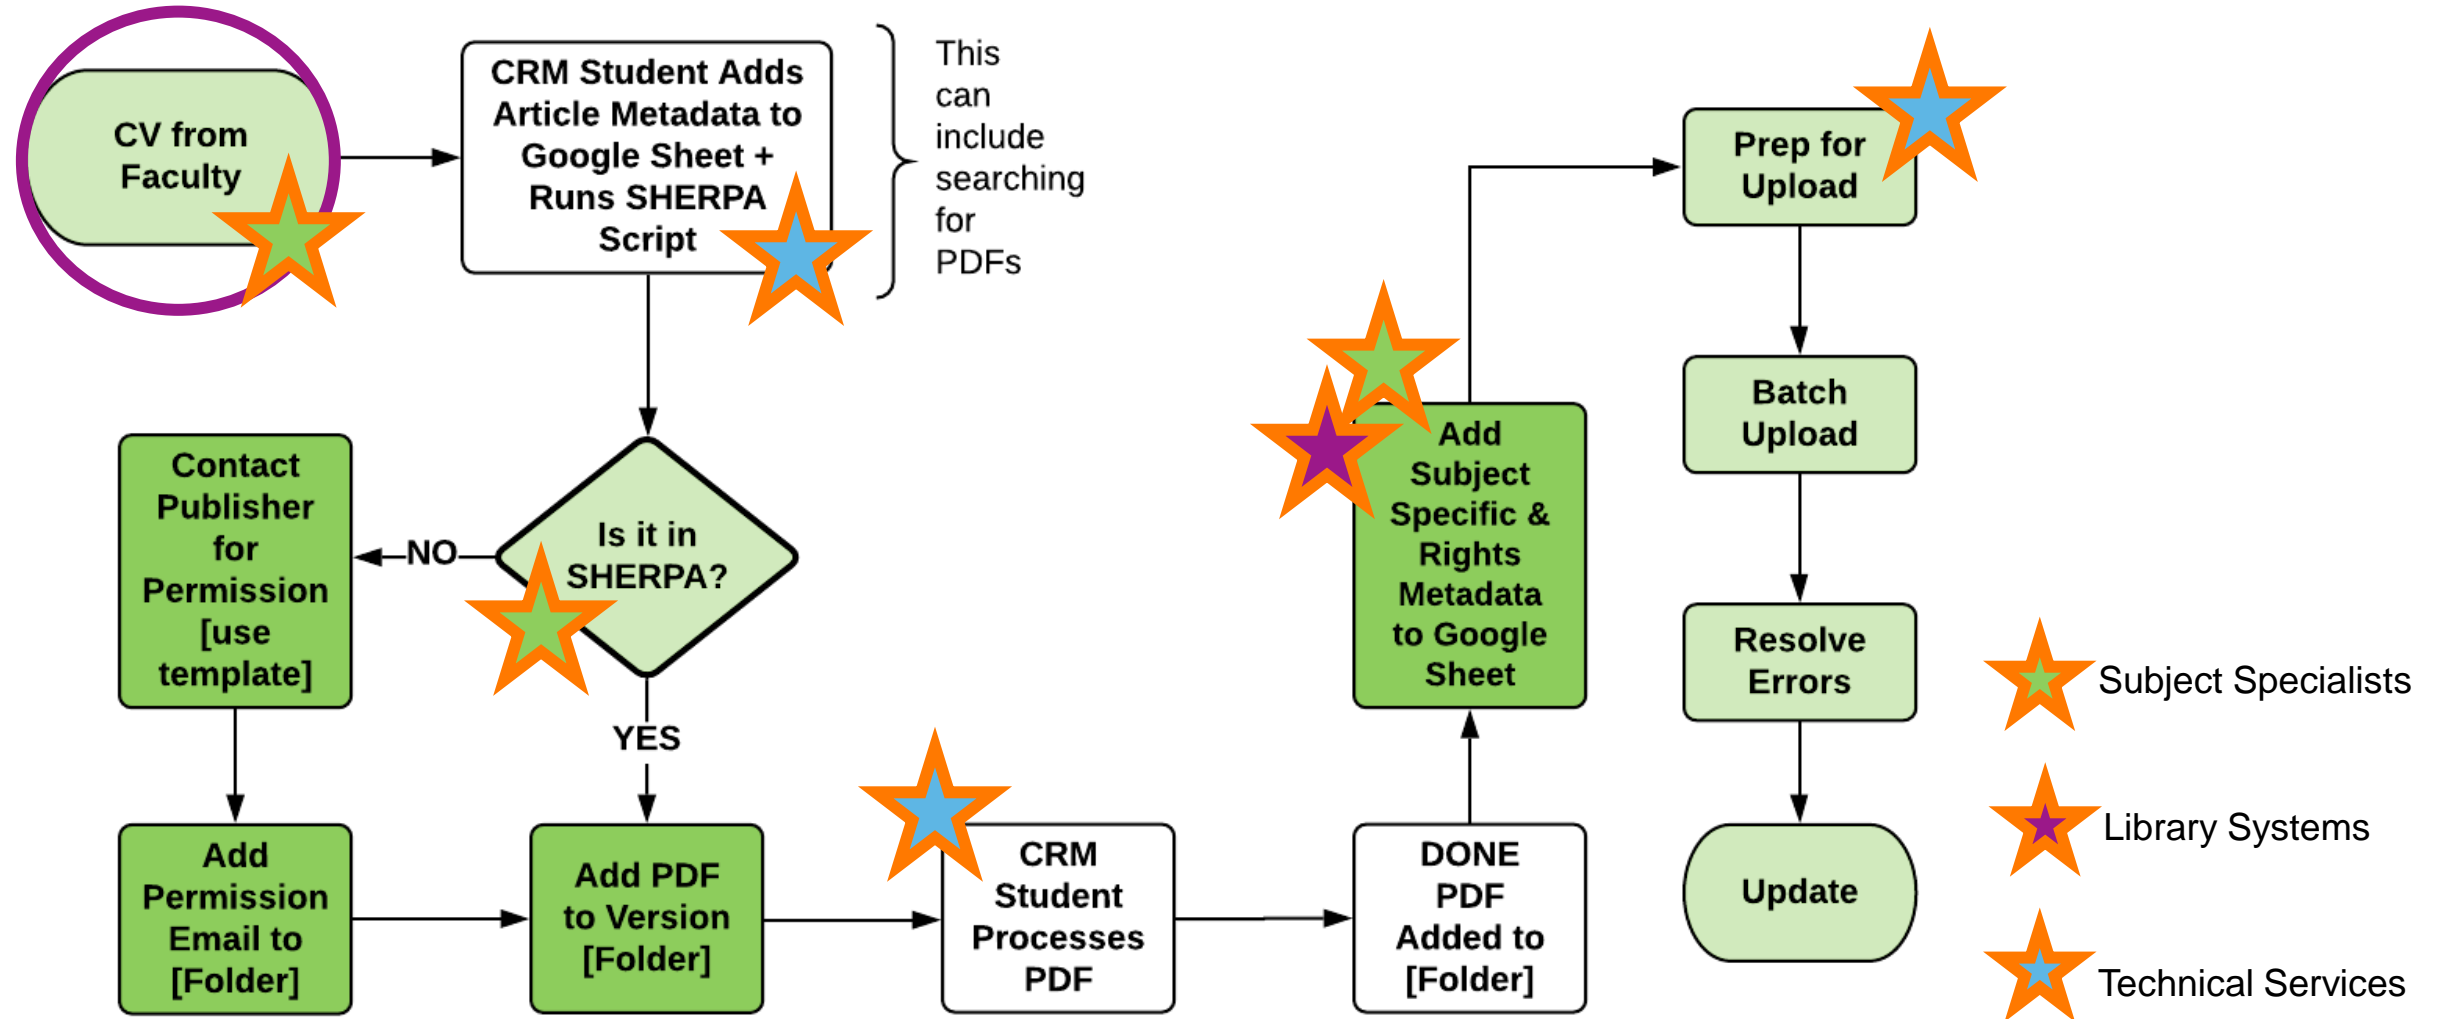 CV from
Faculty
CRM Student Adds
Article Metadata to
Google Sheet +
Runs SHERPA
Script
This
can
include
searching
for
PDFs
Is it in
SHERPA?
NO
YES
Contact
Publisher
for
Permission
[use
template]
Add
Permission
Email to
[Folder]
Add PDF
to Version
[Folder]
CRM
Student
Processes
PDF
DONE
PDF
Added to
[Folder]
Add
Subject
Specific &
Rights
Metadata
to Google
Sheet
Prep for
Upload
Batch
Upload
Resolve
Errors
Update
Subject Specialists
Library Systems
Technical Services